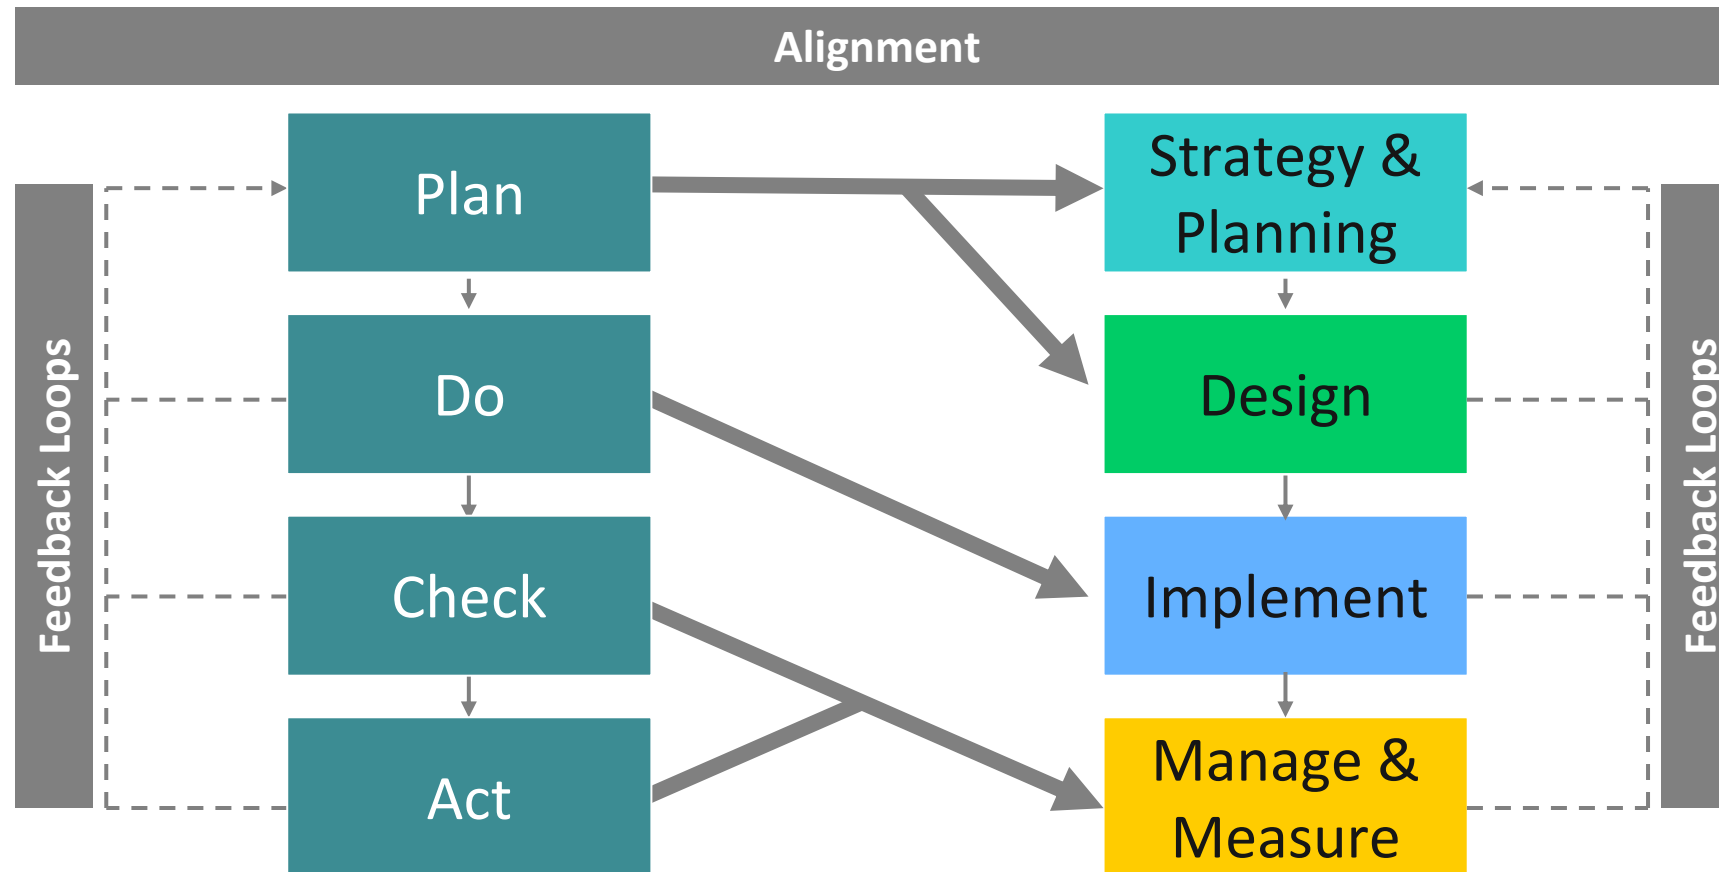 Alignment
Feedback Loops
Plan
Do
Check
Act
Strategy &
Planning
Design
Implement
Manage &
Measure
Feedback Loops